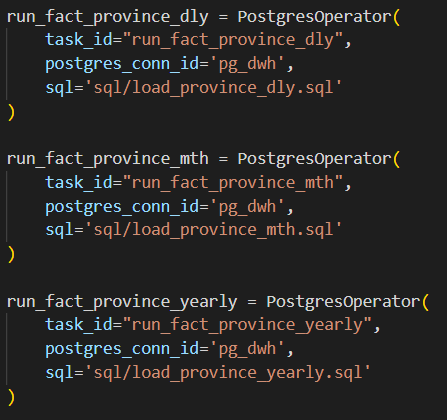 run_fact_province_dly = PostgresOperator(
    task_id="run_fact_province_dly",
    postgres_conn_id='pg_dwh',
    sql='sql/load_province_dly.sql'
)

run_fact_province_mth = PostgresOperator(
    task_id="run_fact_province_mth",
    postgres_conn_id='pg_dwh',
    sql='sql/load_province_mth.sql'
)

run_fact_province_yearly = PostgresOperator(
    task_id="run_fact_province_yearly",
    postgres_conn_id='pg_dwh',
    sql='sql/load_province_yearly.sql'
)